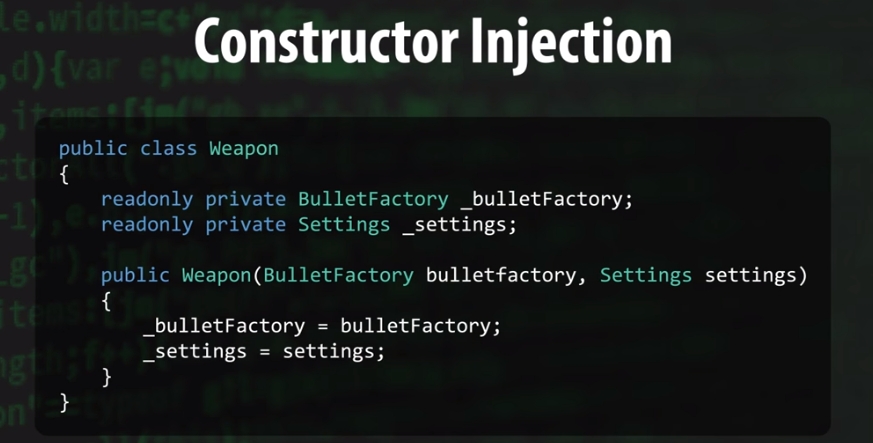 Constructor Injection
public class Weapon
{
readonly private BulletFactory _bulletFactory;
readonly private Settings _settings;
public Weapon(BulletFactory bulletfactory, Settings settings)
{
_bulletFactory = bulletFactory;
_settings = settings;
}
}